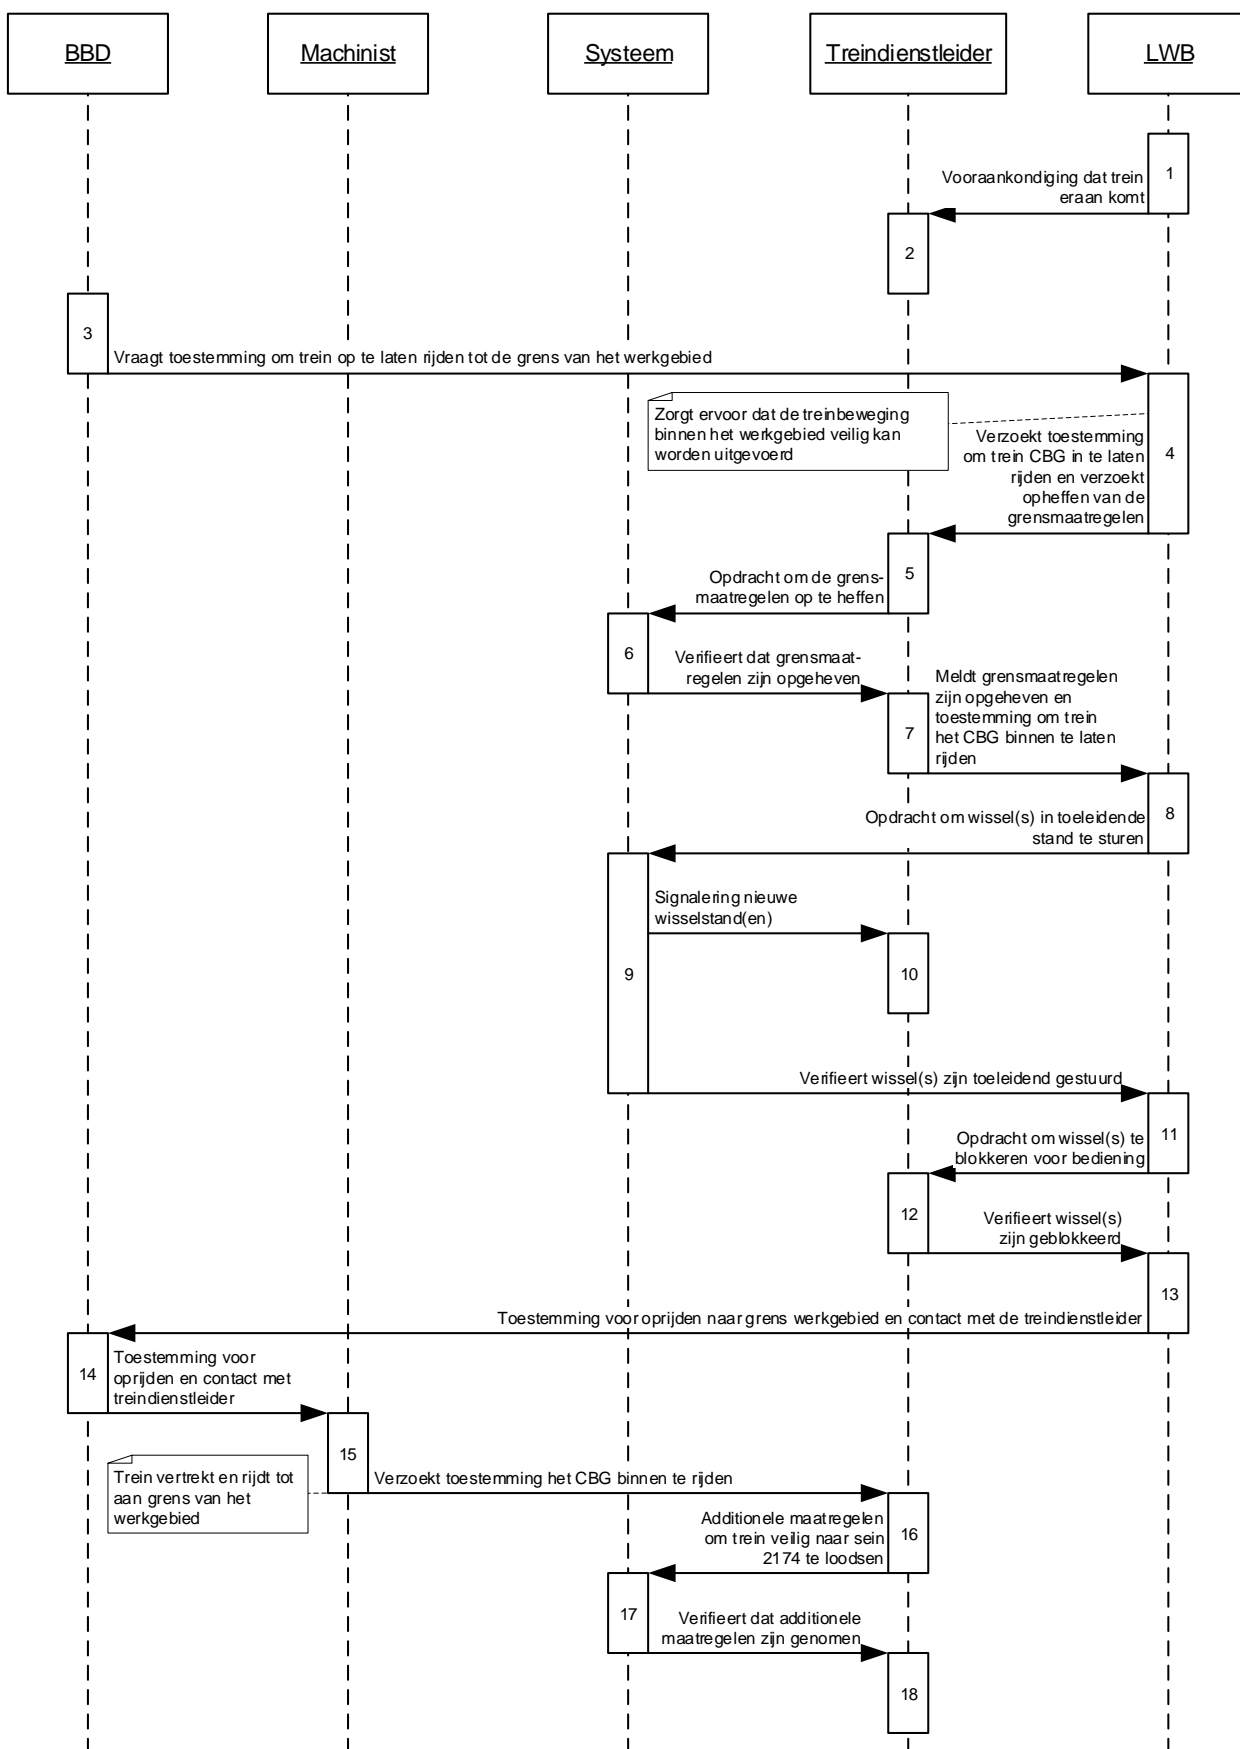 BBD
Machinist
Systeem
Treindienstleider
LWB
1
Vooraankondiging dat trein
eraan komt
2
3
Vraagt toestemming om trein op te laten rijden tot de grens van het werkgebied
Zorgt ervoor dat de treinbeweging
binnen het werkgebied veilig kan
worden uitgevoerd
4
Verzoekt toestemming
om trein CBG in te laten
rijden en verzoekt
opheffen van de
grensmaatregelen
5
Opdracht om de grens-
maatregelen op te heffen
6
Verifieert dat grensmaat-
regelen zijn opgeheven
7
Meldt grensmaatregelen
zijn opgeheven en
toestemming om trein
het CBG binnen te laten
rijden
8
Opdracht om wissel(s) in toeleidende
stand te sturen
Signalering nieuwe
wisselstand(en)
9
10
Verifieert wissel(s) zijn toeleidend gestuurd
11
Opdracht om wissel(s) te
blokkeren voor bediening
12
Verifieert wissel(s)
zijn geblokkeerd
13
Toestemming voor oprijden naar grens werkgebied en contact met de treindienstleider
14
Toestemming voor
oprijden en contact met
treindienstleider
15
Trein vertrekt en rijdt tot
aan grens van het
werkgebied
Verzoekt toestemming het CBG binnen te rijden
16
Additionele maatregelen
om trein veilig naar sein
2174 te loodsen
17
Verifieert dat additionele
maatregelen zijn genomen
18